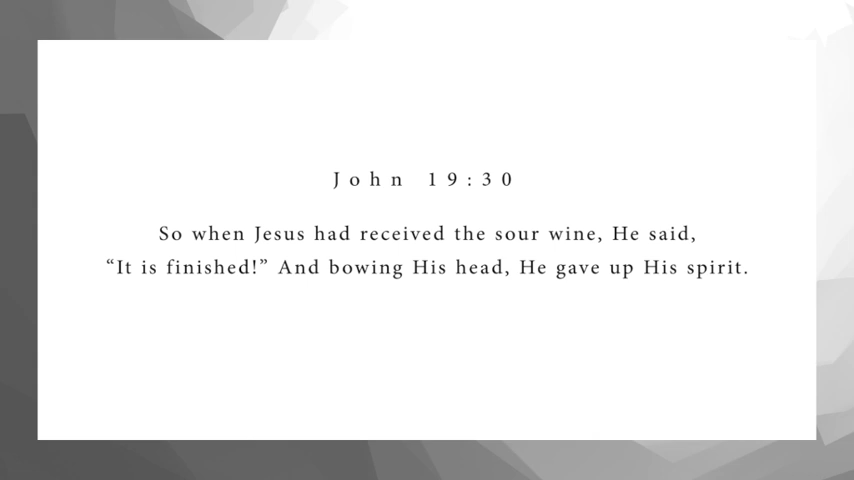 John 19:30
So when Jesus had received the sour wine, He said,
“It is finished!” And bowing His head, He gave up His spirit.